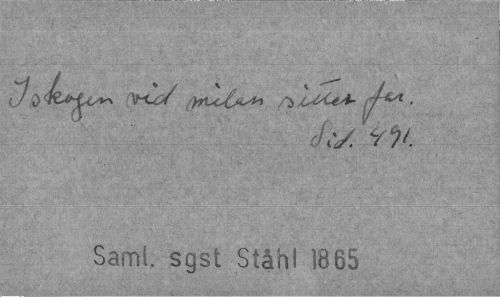 I skogen vid milan sitter far.
Sid. 491.
Saml. sgst Ståhl 1865